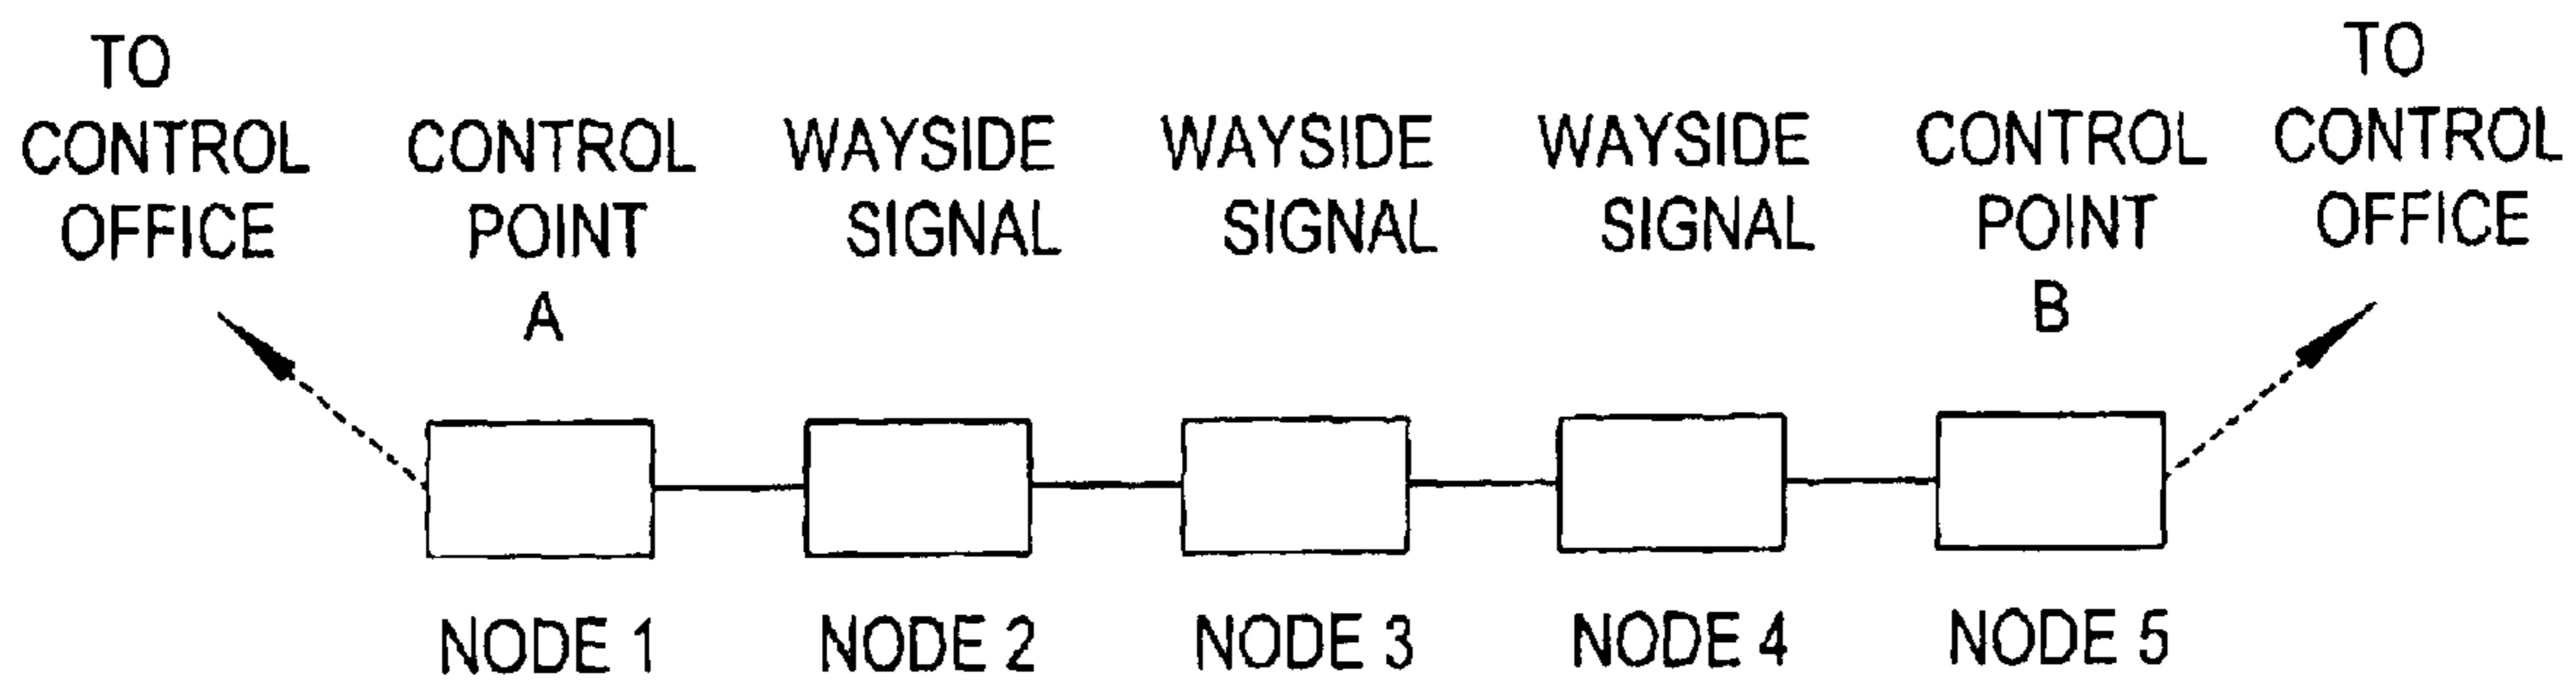 TO
CONTROL
OFFICE
CONTROL
POINT
A
WAYSIDE
SIGNAL
WAYSIDE
SIGNAL
WAYSIDE
SIGNAL
CONTROL
POINT
B
TO
CONTROL
OFFICE
NODE 1
NODE 2
NODE 3
NODE 4
NODE 5